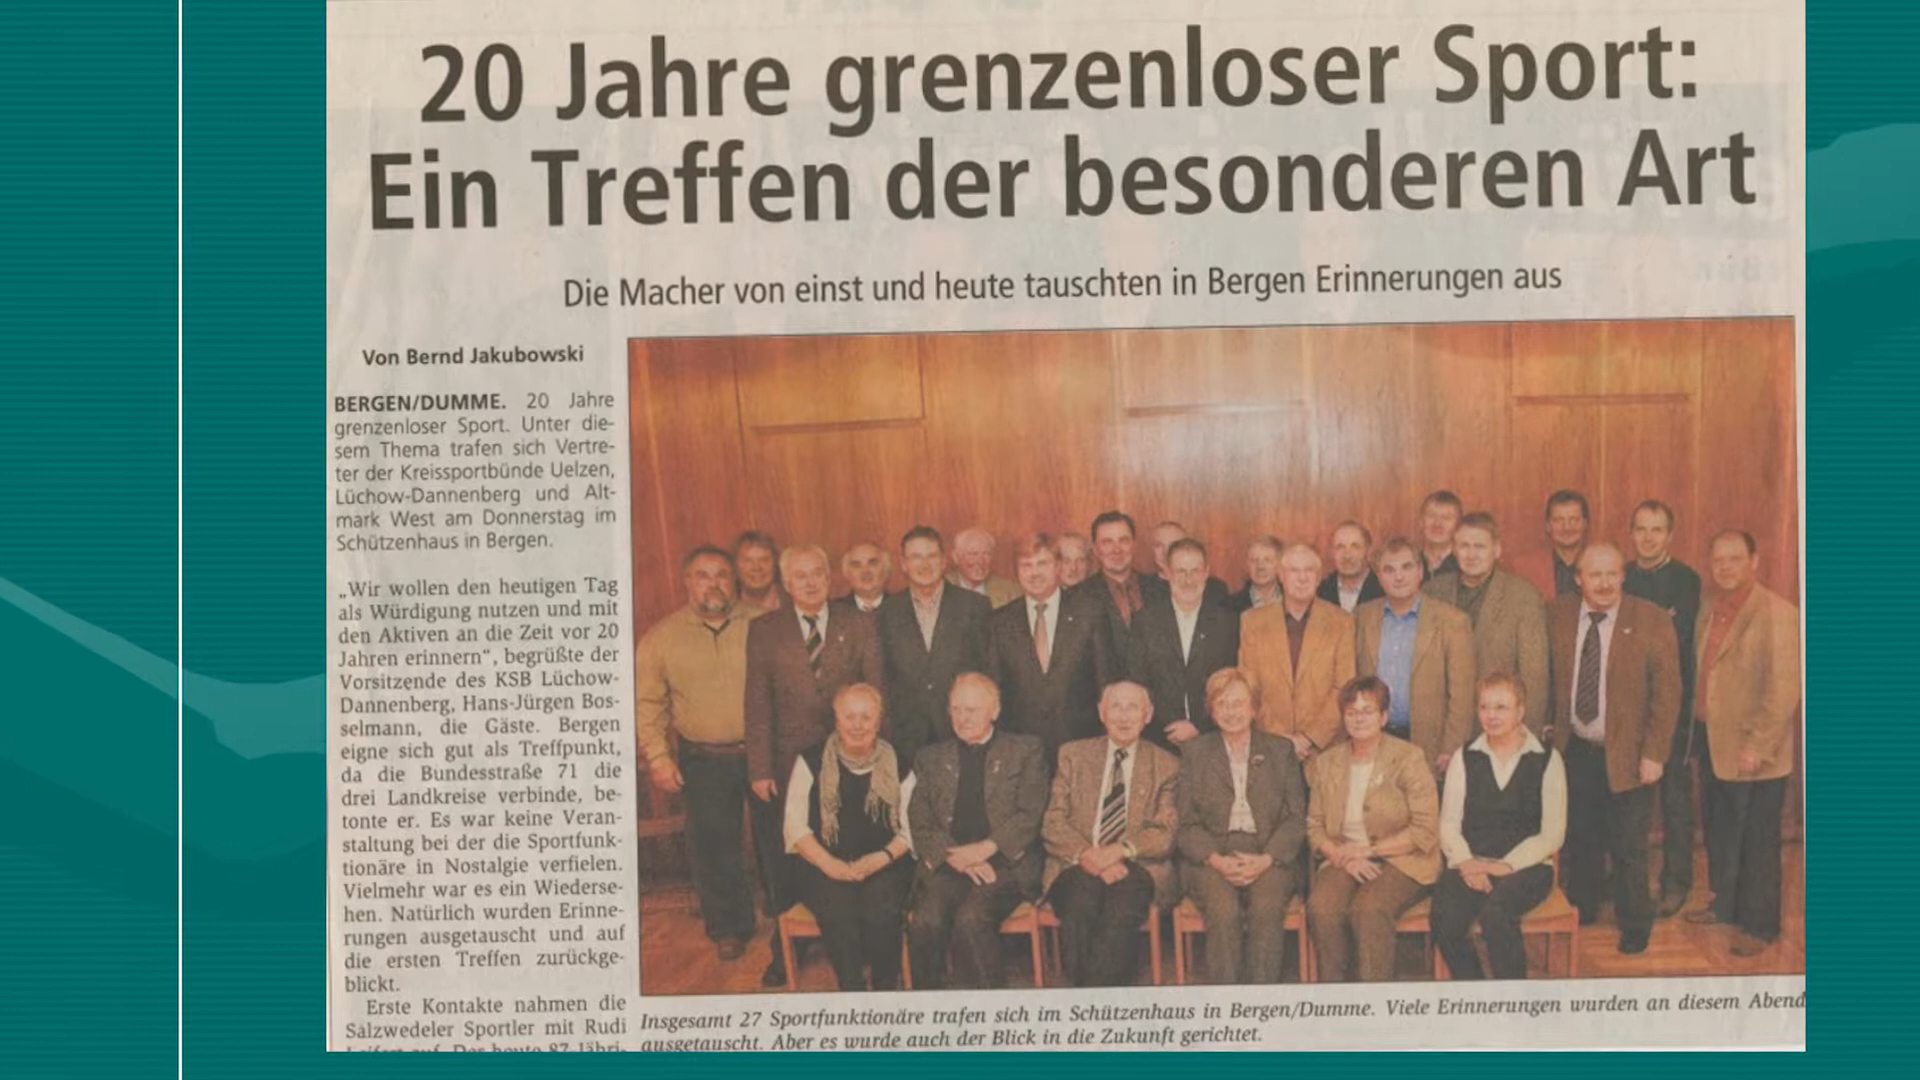 20 Jahre grenzenloser Sport:
Ein Treffen der besonderen Art
Die Macher von einst und heute tauschten in Bergen Erinnerungen aus
Von Bernd Jakubowski
BERGEN/DUMME. 20 Jahre
grenzenloser Sport. Unter die-
sem Thema trafen sich Vertre-
ter der Kreissportbünde Uelzen,
Lüchow-Dannenberg und Alt-
mark West am Donnerstag im
Schützenhaus in Bergen.
„Wir wollen den heutigen Tag
als Würdigung nutzen und mit
den Aktiven an die Zeit vor 20
Jahren erinnern“, begrüßte der
Vorsitzende des KSB Lüchow-
Dannenberg, Hans-Jürgen Bos-
selmann, die Gäste. Bergen
eigne sich gut als Treffpunkt,
da die Bundesstraße 71 die
drei Landkreise verbinde, be-
tonte er. Es war keine Veran-
staltung bei der die Sportfunk-
tionäre in Nostalgie verfielen.
Vielmehr war es ein Wiederse-
hen. Natürlich wurden Erinne-
rungen ausgetauscht und auf
die ersten Treffen zurückge-
blickt.
Erste Kontakte nahmen die
Salzwedeler Sportler mit Rudi
auf. Der heute 87-Jähri-
Insgesamt 27 Sportfunktionäre trafen sich im Schützenhaus in Bergen/Dumme. Viele Erinnerungen wurden an diesem Abend
ausgetauscht. Aber es wurde auch der Blick in die Zukunft gerichtet.